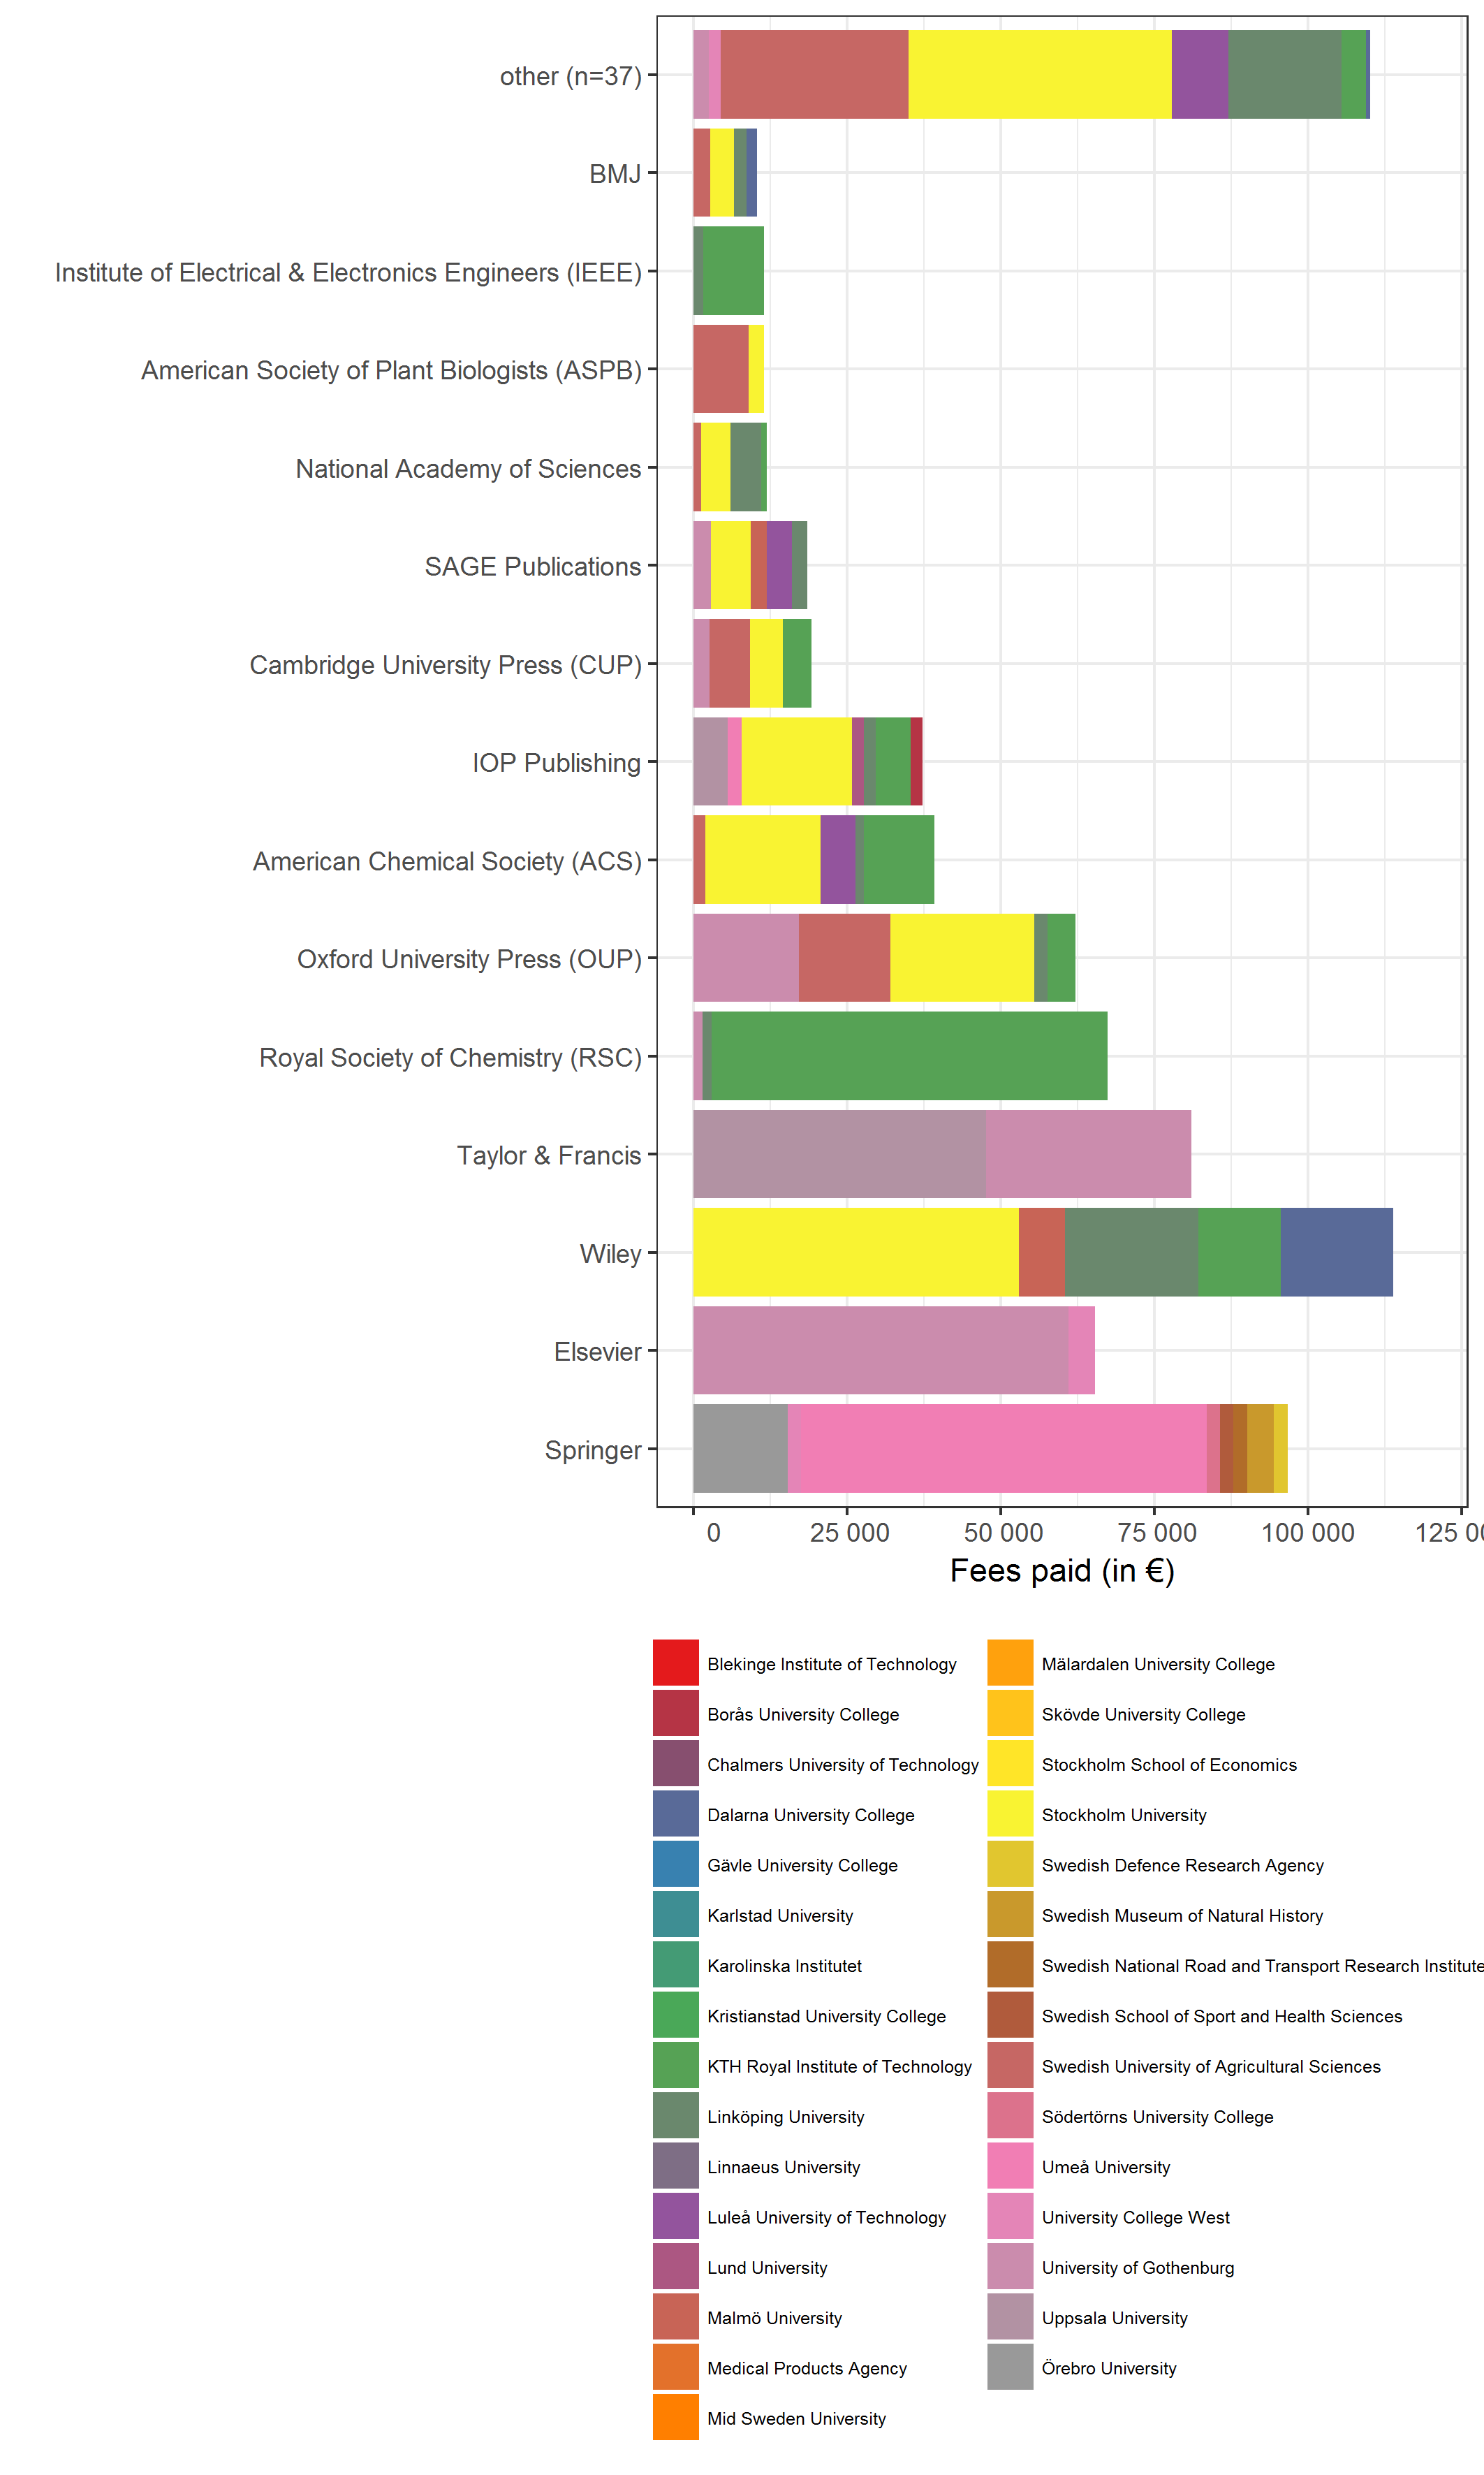 other (n=37)
BMJ
Institute of Electrical & Electronics Engineers (IEEE)
American Society of Plant Biologists (ASPB)
National Academy of Sciences
SAGE Publications
Cambridge University Press (CUP)
IOP Publishing
American Chemical Society (ACS)
Oxford University Press (OUP)
Royal Society of Chemistry (RSC)
Taylor & Francis
Wiley
Elsevier
Springer
0 25 000 50 000 75 000 100 000 125 00
Fees paid (in €)
Blekinge Institute of Technology
Borås University College
Chalmers University of Technology
Dalarna University College
Gävle University College
Karlstad University
Karolinska Institutet
Kristianstad University College
KTH Royal Institute of Technology
Linköping University
Linnaeus University
Luleå University of Technology
Lund University
Malmö University
Medical Products Agency
Mid Sweden University
Mälardalen University College
Skövde University College
Stockholm School of Economics
Stockholm University
Swedish Defence Research Agency
Swedish Museum of Natural History
Swedish National Road and Transport Research Institute
Swedish School of Sport and Health Sciences
Swedish University of Agricultural Sciences
Södertörns University College
Umeå University
University College West
University of Gothenburg
Uppsala University
Örebro University